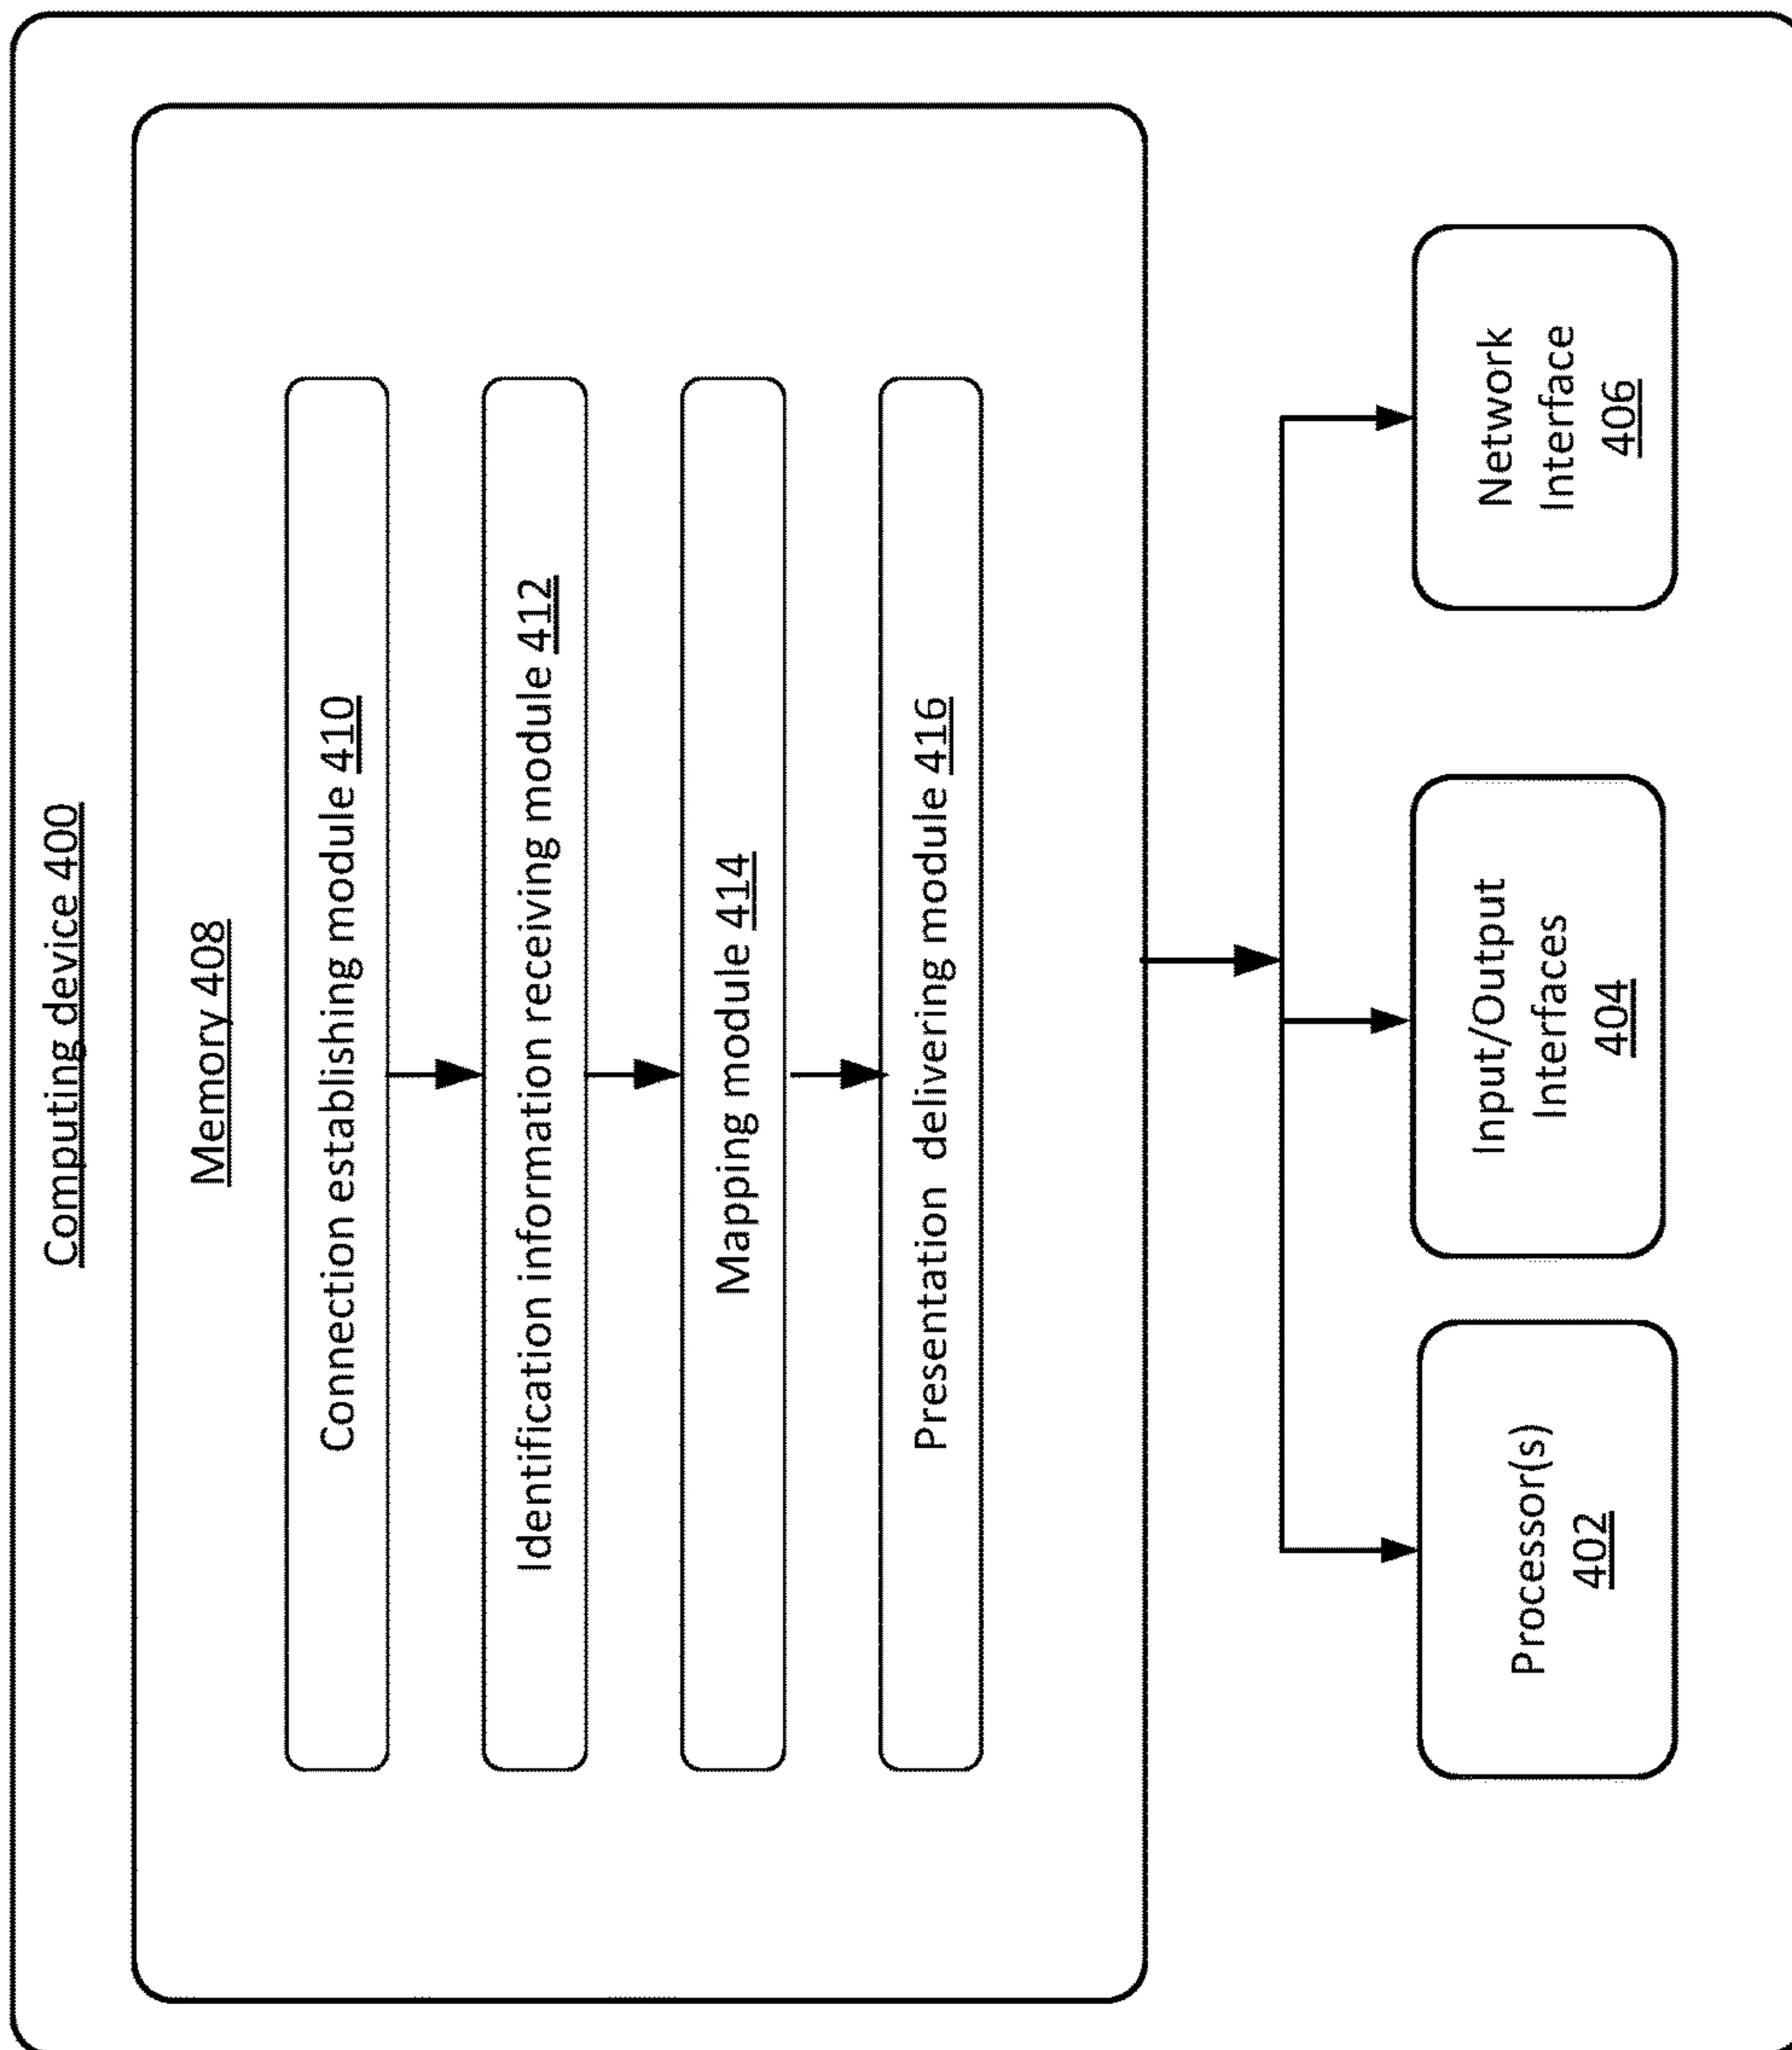 Computing device 400
Memory 408
Connection establishing module 410
Identification information receiving module 412
Mapping module 414
Presentation delivering module 416
Processor(s)
402
Input/Output
Interfaces
404
Network
Interface
406